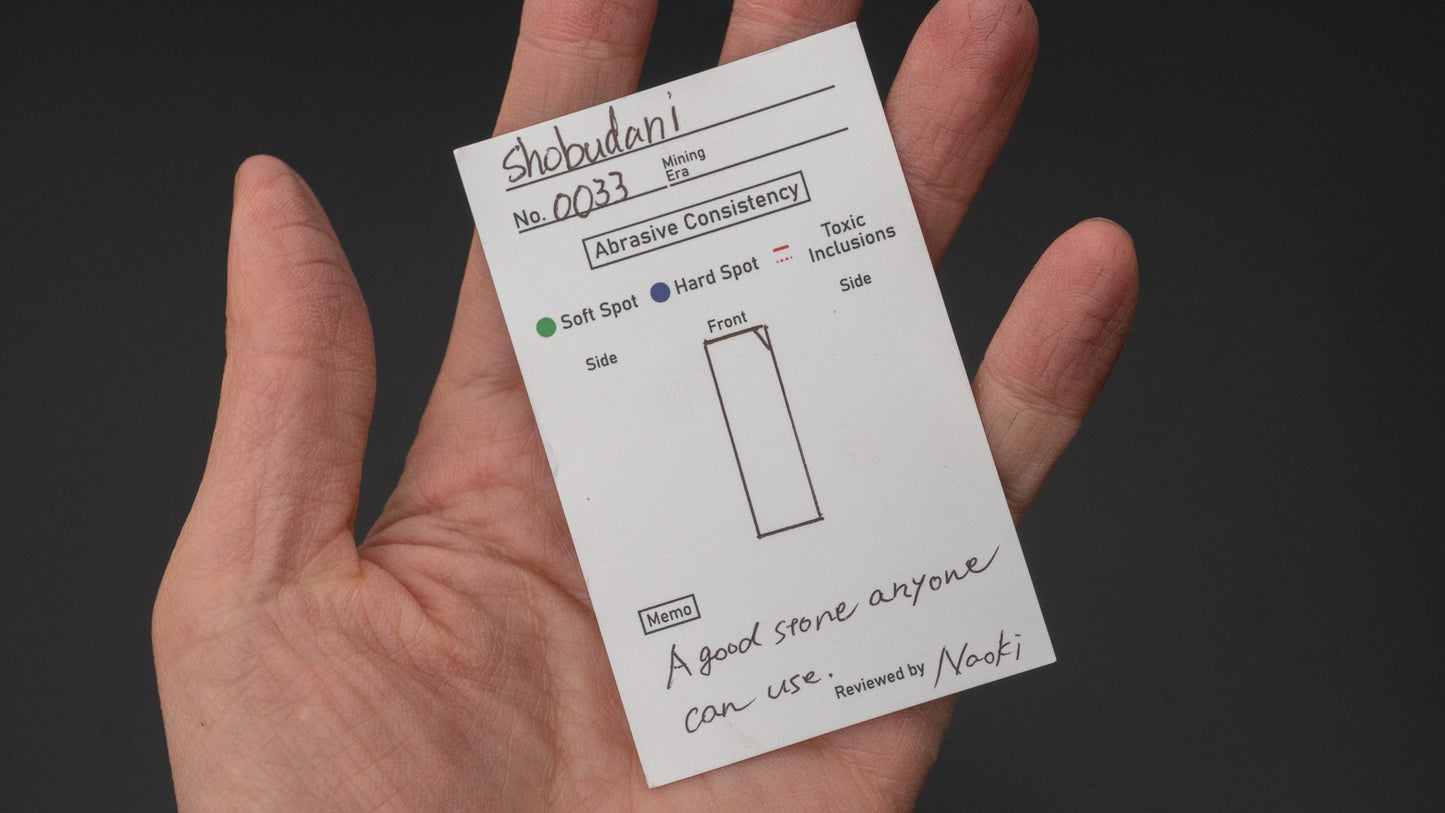 Shobudani
No. 0033 Mining
Era
Abrasive Consistency
Soft Spot Hard Spot Toxic
Inclusions
Side Front Side
Memo
A good stone anyone
can use.
Reviewed by Naoki